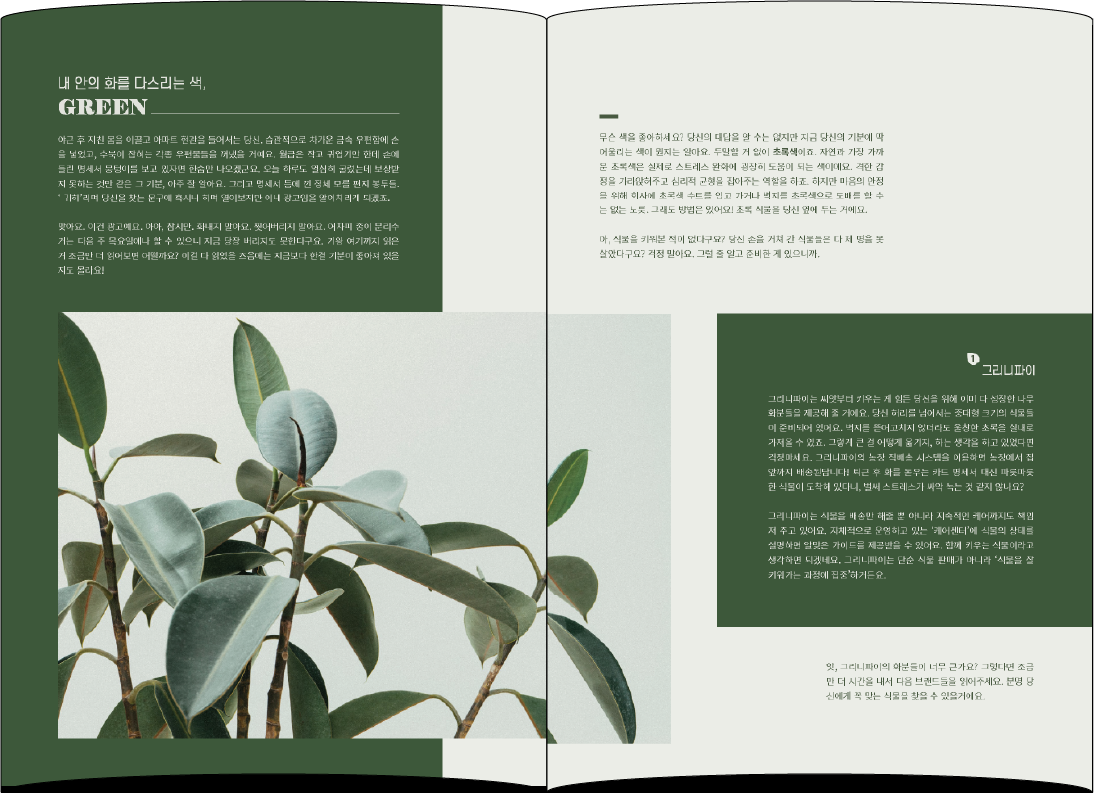 내 안의 화를 다스리는 색,
GREEN
퇴근 후 지친 몸을 이끌고 아파트 현관을 들어서는 당신. 습관적으로 차가운 금속 우편함에 손
을 넣었고, 수북이 잡히는 각종 우편물들을 꺼냈을 거예요. 월급은 작고 귀엽기만 한데 손에
들린 명세서 뭉텅이를 보고 있자면 한숨만 나오겠군요. 오늘 하루도 열심히 굴렀는데 보상받
지 못하는 것만 같은 그 기분, 아주 잘 알아요. 그리고 명세서 틈에 낀 정체 모를 편지 봉투들.
당신을 찾는 문구에 혹시나 하며 열어보지만 이내 광고임을 알아차리게 되겠죠.
맞아요. 이건 광고예요. 아아, 잠시만. 화내지 말아요. 찢어버리지 말아요. 어차피 종이 분리수
거는 다음 주 목요일에나 할 수 있으니 지금 당장 버리지도 못한다구요. 기왕 여기까지 읽은
거 조금만 더 읽어보면 어떨까요? 이걸 다 읽었을 즈음에는 지금보다 한결 기분이 좋아져 있을
지도 몰라요!
무슨 색을 좋아하세요? 당신의 대답을 알 수는 없지만 지금 당신의 기분에 딱
어울리는 색이 뭔지는 알아요. 두말할 거 없이 초록색이죠. 자연과 가장 가까
운 초록색은 실제로 스트레스 완화에 굉장히 도움이 되는 색이에요. 격한 감
정을 가라앉혀주고 심리적 균형을 잡아주는 역할을 하죠. 하지만 마음의 안정
을 위해 회사에 초록색 수트를 입고 가거나 벽지를 초록색으로 도배를 할 수
는 없는 노릇. 그래도 방법은 있어요! 초록 식물을 당신 앞에 두는 거예요.
아, 식물을 키워본 적이 없다구요? 당신 손을 거쳐 간 식물들은 다 제 명을 못
살았다구요? 걱정 말아요. 그럴 줄 알고 준비한 게 있으니까.
1
그리니파이
그리니파이는 씨앗부터 키우는 게 힘든 당신을 위해 이미 다 성장한 나무
화분들을 제공해 줄 거예요. 당신 허리를 넘어서는 중대형 크기의 식물들
이 준비되어 있어요. 벽지를 뜯어고치지 않더라도 울창한 초록을 실내로
가져올 수 있죠. 그렇게 큰 걸 어떻게 옮기지, 하는 생각을 하고 있었다면
걱정마세요. 그리니파이의 농장 직배송 시스템을 이용하면 농장에서 집
앞까지 배송된답니다! 퇴근 후 화를 돋우는 카드 명세서 대신 파릇파릇
한 식물이 도착해 있다니, 벌써 스트레스가 싸악 녹는 것 같지 않나요?
그리니파이는 식물을 배송만 해줄 뿐 아니라 지속적인 케어까지도 책임
져 주고 있어요. 자체적으로 운영하고 있는 '케어센터'에 식물의 상태를
설명하면 알맞은 가이드를 제공받을 수 있어요. 함께 키우는 식물이라고
생각하면 되겠네요. 그리니파이는 단순 식물 판매가 아니라 '식물을 잘
키워가는 과정에 집중'하거든요.
앗, 그리니파이의 화분들이 너무 큰가요? 그렇다면 조금
만 더 시간을 내서 다음 브랜드들을 읽어주세요. 분명 당
신에게 꼭 맞는 식물을 찾을 수 있을거예요.